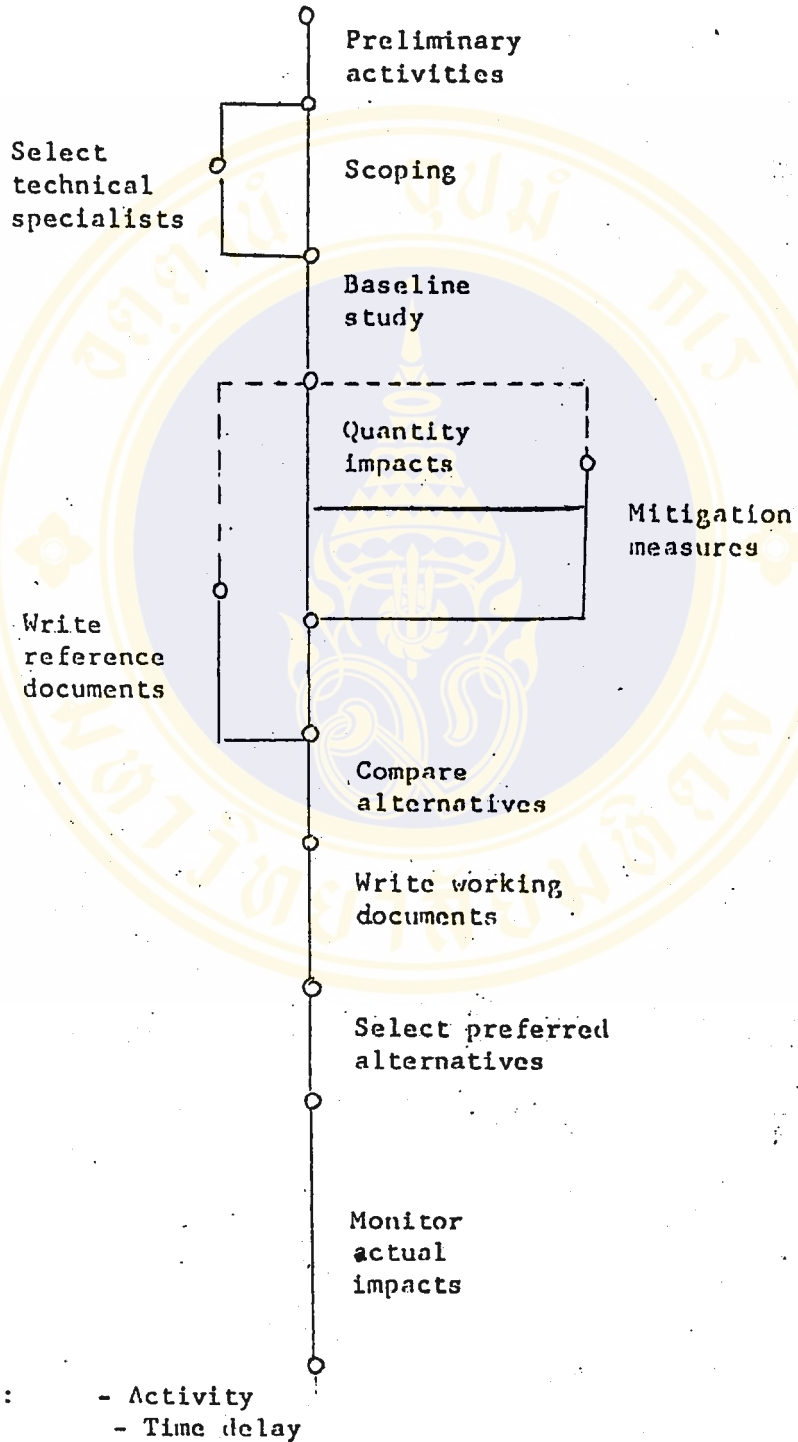 Preliminary
activities
Select
technical
specialists
Scoping
Baseline
study
Quantity
impacts
Mitigation
measures
Write
reference
documents
Compare
alternatives
Write working
documents
Select preferred
alternatives
Monitor
actual
impacts
: - Activity
- Time delay